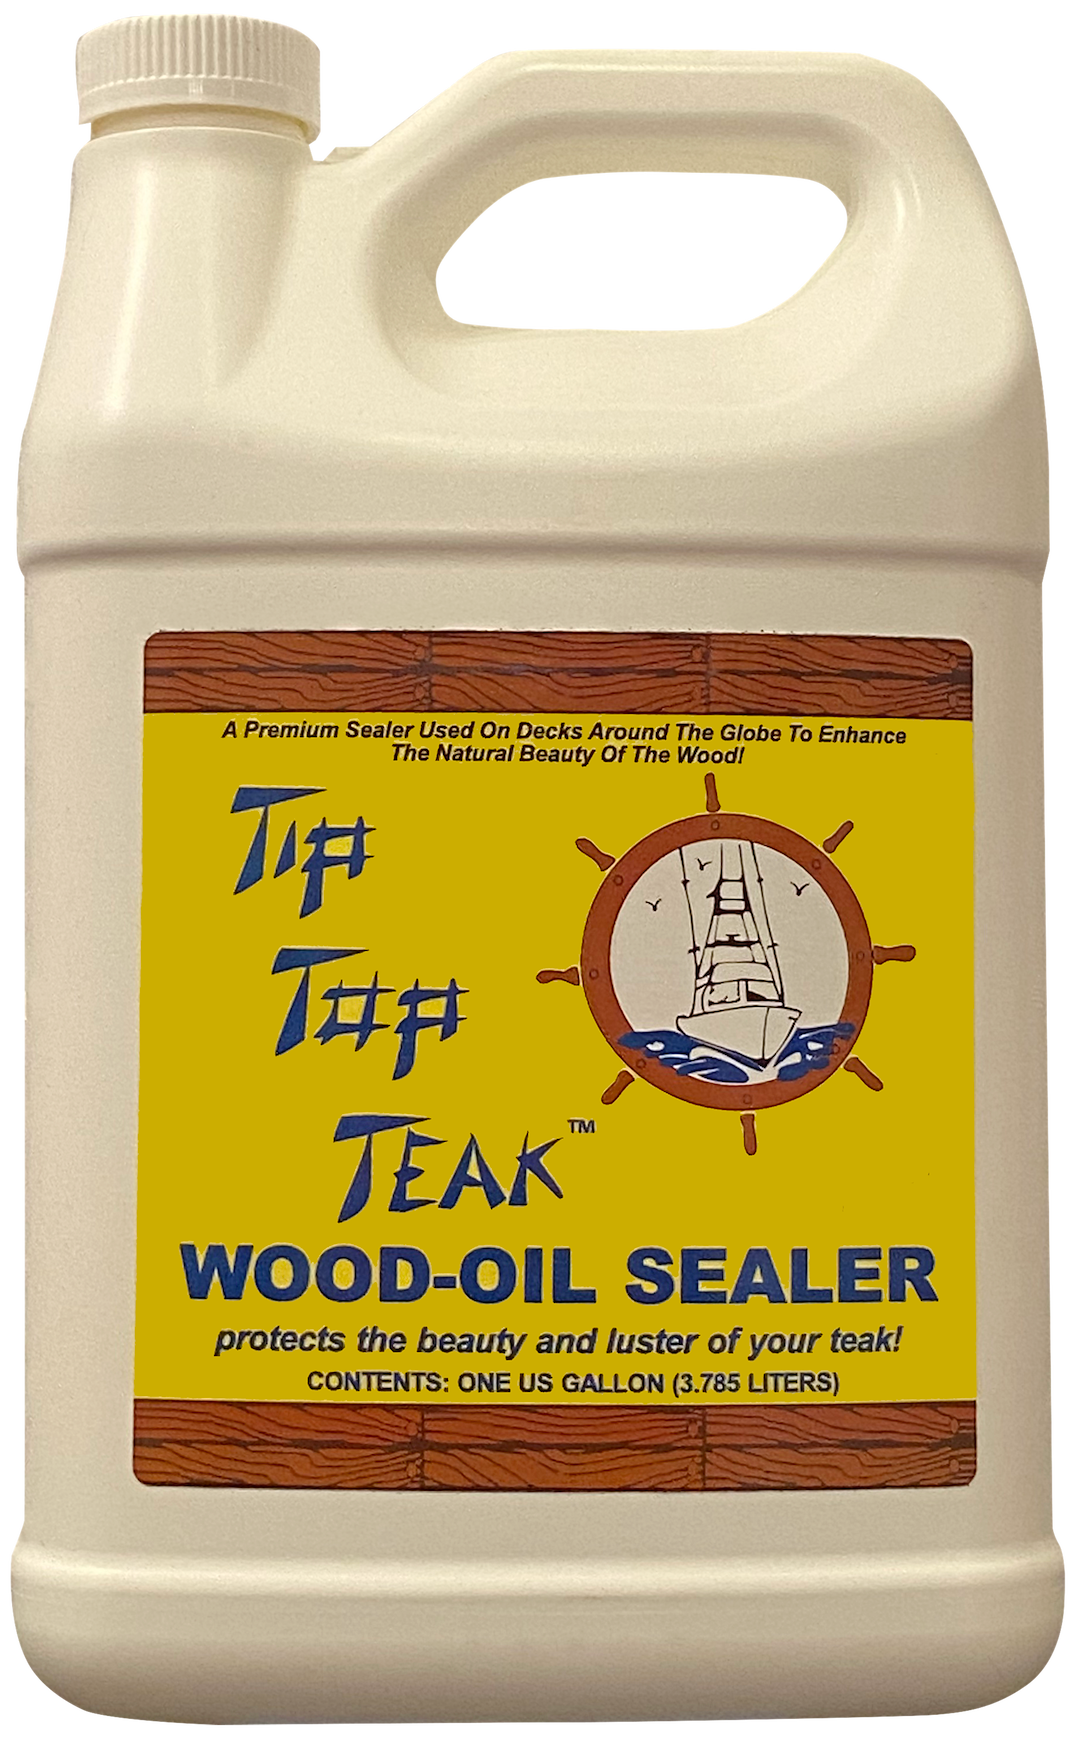 A Premium Sealer Used On Decks Around The Globe To Enhance
The Natural Beauty Of The Wood!
Tip
Top
TEAK™
WOOD-OIL SEALER
protects the beauty and luster of your teak!
CONTENTS: ONE US GALLON (3.785 LITERS)